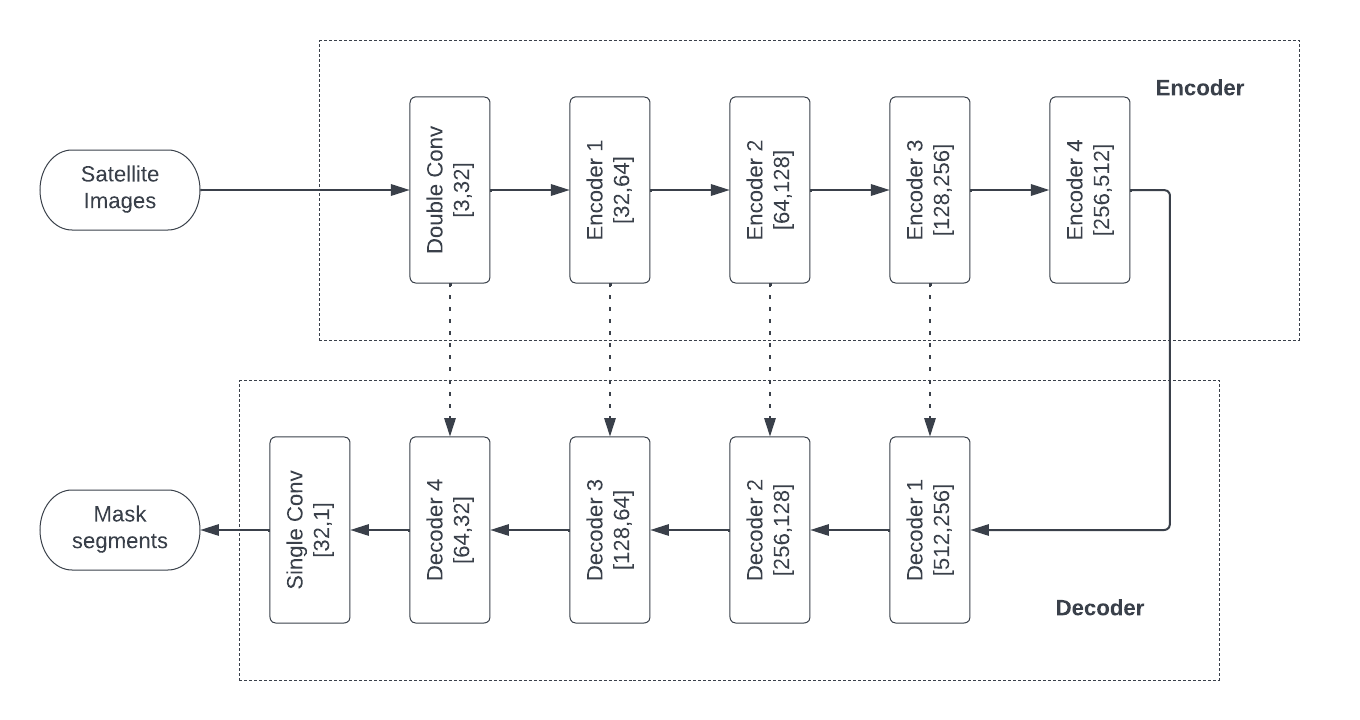 Encoder
Satellite
Images
Double Conv
[3,32]
Encoder 1
[32,64]
Encoder 2
[64,128]
Encoder 3
[128,256]
Encoder 4
[256,512]
Mask
segments
Single Conv
[32,1]
Decoder 4
[64,32]
Decoder 3
[128,64]
Decoder 2
[256,128]
Decoder 1
[512,256]
Decoder